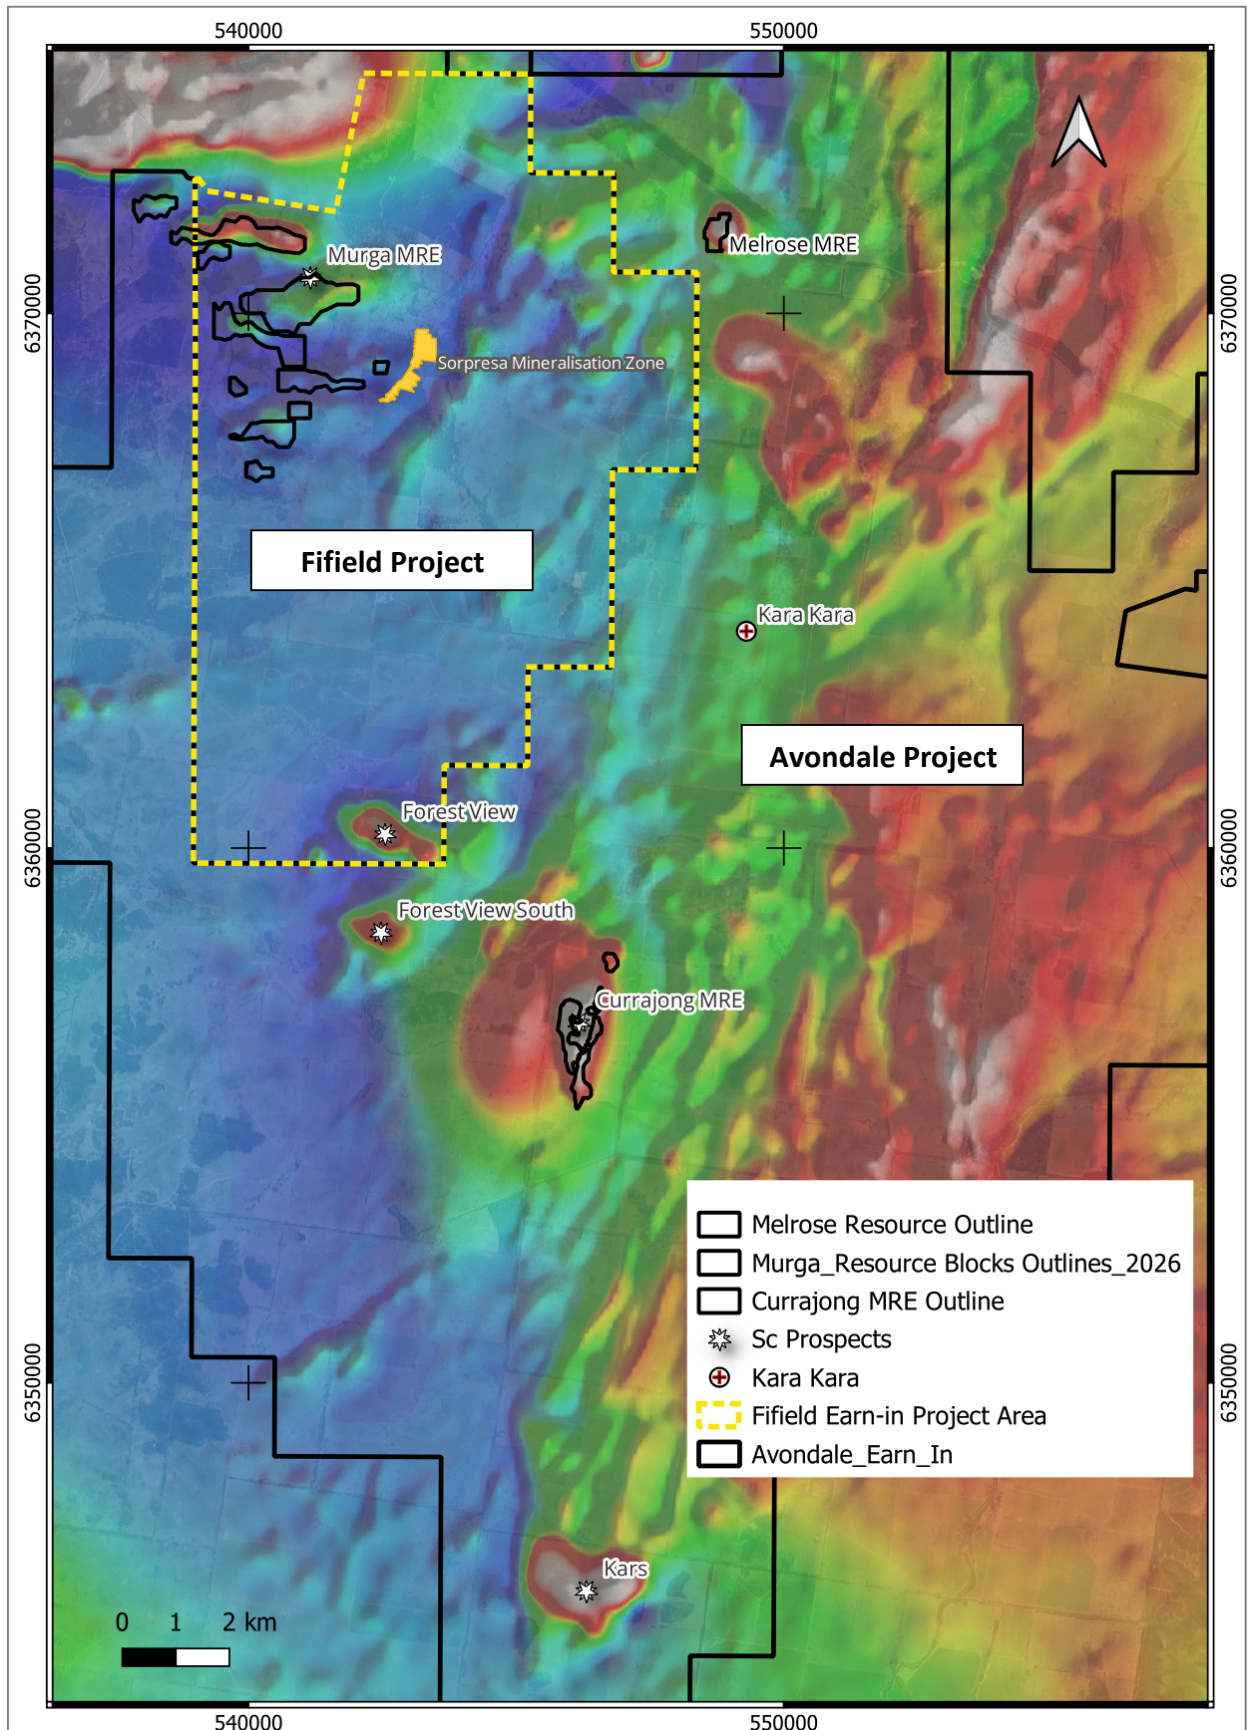 540000
550000
Murga MRE
Melrose MRE
6370000
6370000
Sorpresa Mineralisation Zone
Fifield Project
Kara Kara
Avondale Project
Forest View
6360000
6360000
Forest View South
Currajong MRE
Melrose Resource Outline
Murga_Resource Blocks Outlines_2026
Currajong MRE Outline
Sc Prospects
Kara Kara
Fifield Earn-in Project Area
Avondale_Earn_In
6350000
6350000
Kars
0 1 2 km
540000
550000